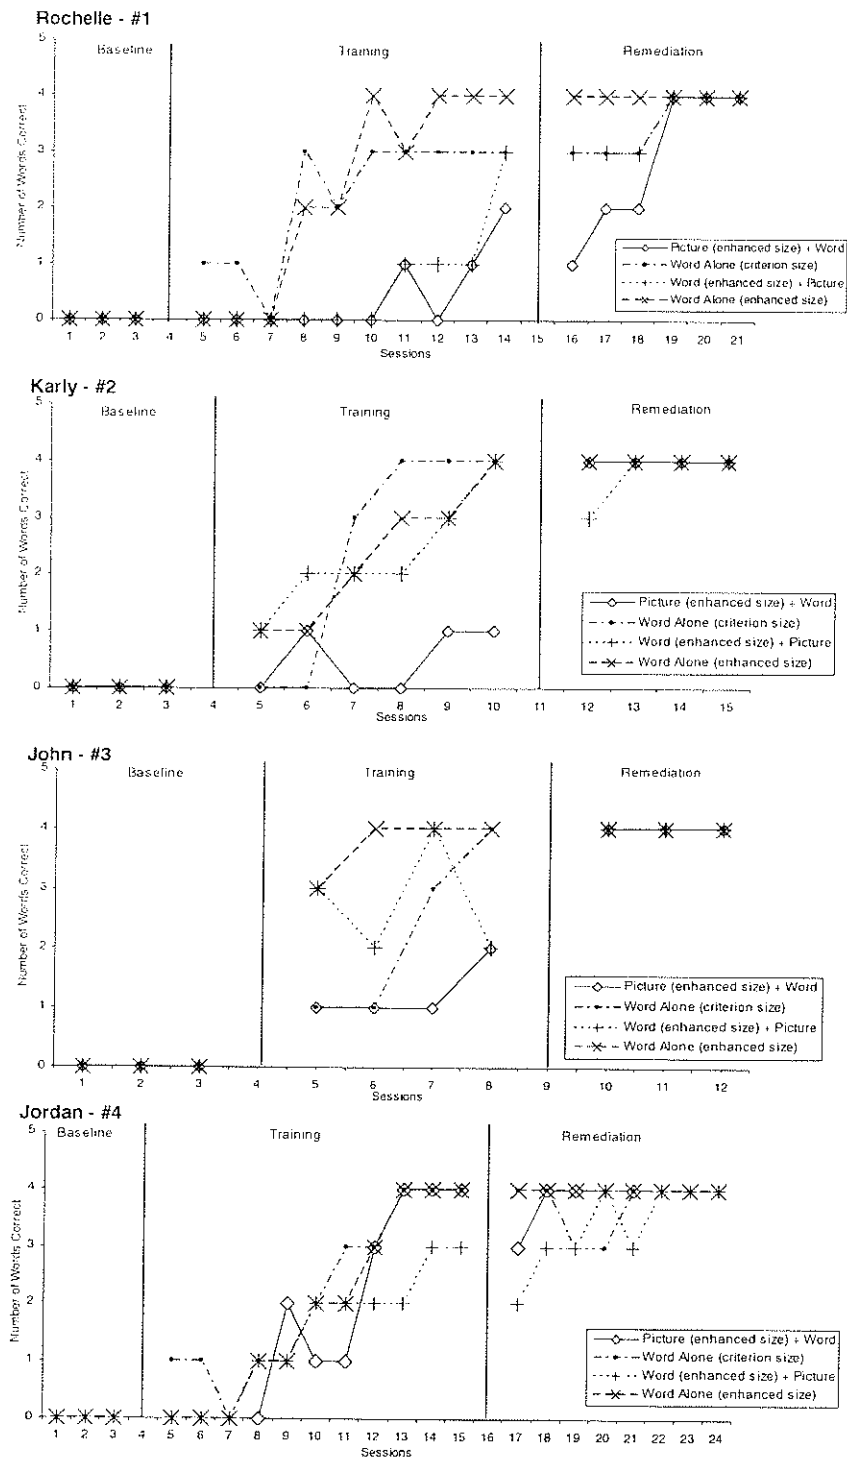 Rochelle - #1
Baseline Training Remediation
Number of Words Correct
5
4
3
2
1
0
Picture (enhanced size) + Word
Word Alone (criterion size)
Word (enhanced size) + Picture
Word Alone (enhanced size)
1 2 3 4 5 6 7 8 9 10 11 12 13 14 15 16 17 18 19 20 21
Sessions
Karly - #2
Baseline Training Remediation
Number of Words Correct
5
4
3
2
1
0
Picture (enhanced size) + Word
Word Alone (criterion size)
Word (enhanced size) + Picture
Word Alone (enhanced size)
1 2 3 4 5 6 7 8 9 10 11 12 13 14 15
Sessions
John - #3
Baseline Training Remediation
Number of Words Correct
5
4
3
2
1
0
Picture (enhanced size) + Word
Word Alone (criterion size)
Word (enhanced size) + Picture
Word Alone (enhanced size)
1 2 3 4 5 6 7 8 9 10 11 12
Sessions
Jordan - #4
Baseline Training Remediation
Number of Words Correct
5
4
3
2
1
0
Picture (enhanced size) + Word
Word Alone (criterion size)
Word (enhanced size) + Picture
Word Alone (enhanced size)
1 2 3 4 5 6 7 8 9 10 11 12 13 14 15 16 17 18 19 20 21 22 23 24
Sessions